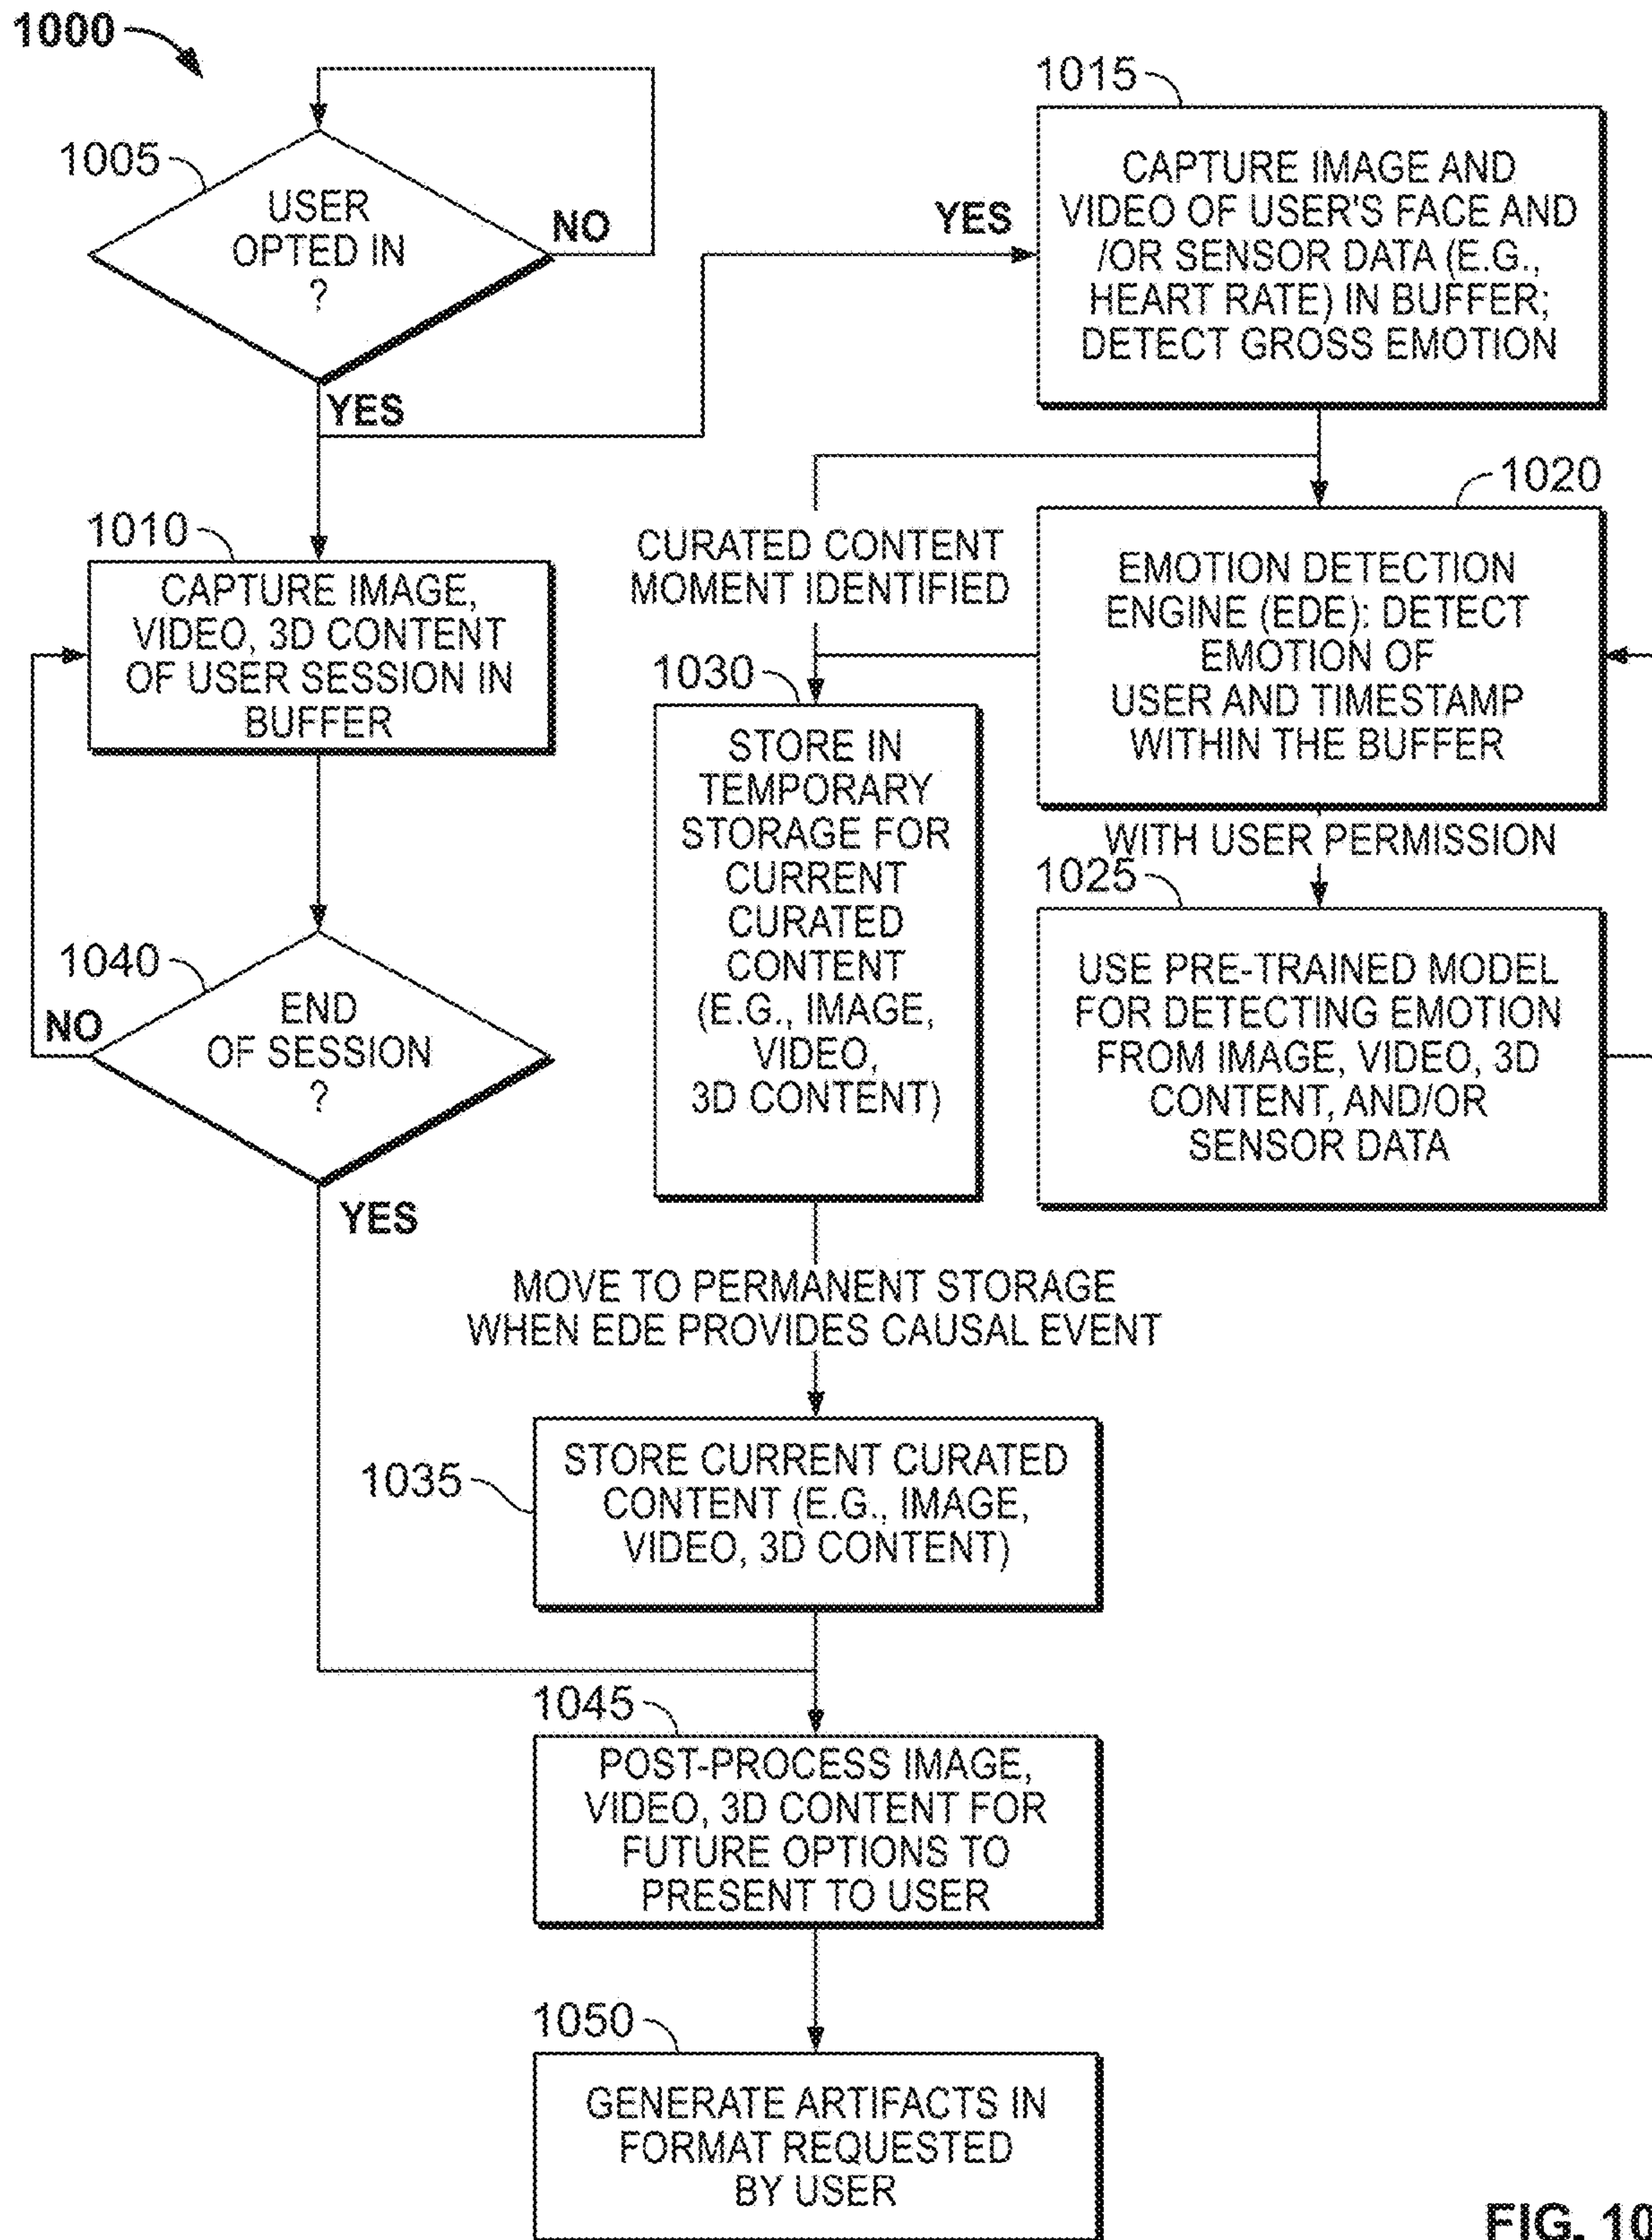 1000
1005
USER
OPTED IN
?
NO
YES
YES
1015
CAPTURE IMAGE AND
VIDEO OF USER'S FACE AND
/OR SENSOR DATA (E.G.,
HEART RATE) IN BUFFER;
DETECT GROSS EMOTION
1010
CAPTURE IMAGE,
VIDEO, 3D CONTENT
OF USER SESSION IN
BUFFER
CURATED CONTENT
MOMENT IDENTIFIED
1020
EMOTION DETECTION
ENGINE (EDE): DETECT
EMOTION OF
USER AND TIMESTAMP
WITHIN THE BUFFER
WITH USER PERMISSION
1030
STORE IN
TEMPORARY
STORAGE FOR
CURRENT
CURATED
CONTENT
(E.G., IMAGE,
VIDEO,
3D CONTENT)
1025
USE PRE-TRAINED MODEL
FOR DETECTING EMOTION
FROM IMAGE, VIDEO, 3D
CONTENT, AND/OR
SENSOR DATA
1040
END
OF SESSION
?
NO
YES
MOVE TO PERMANENT STORAGE
WHEN EDE PROVIDES CAUSAL EVENT
1035
STORE CURRENT CURATED
CONTENT (E.G., IMAGE,
VIDEO, 3D CONTENT)
1045
POST-PROCESS IMAGE,
VIDEO, 3D CONTENT FOR
FUTURE OPTIONS TO
PRESENT TO USER
1050
GENERATE ARTIFACTS IN
FORMAT REQUESTED
BY USER
FIG. 10